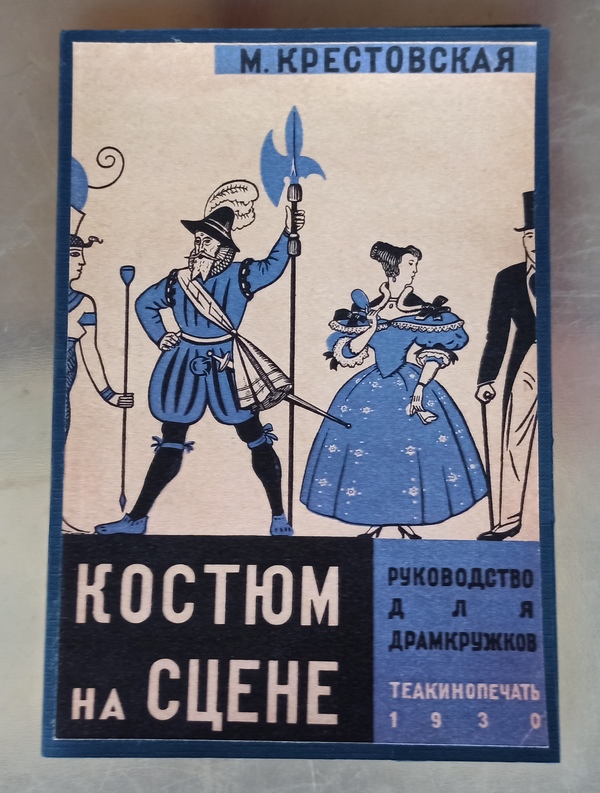 М. КРЕСТОВСКАЯ
КОСТЮМ
НА СЦЕНЕ
РУКОВОДСТВО
ДЛЯ
ДРАМКРУЖКОВ
ТЕАКИНОПЕЧАТЬ
1930